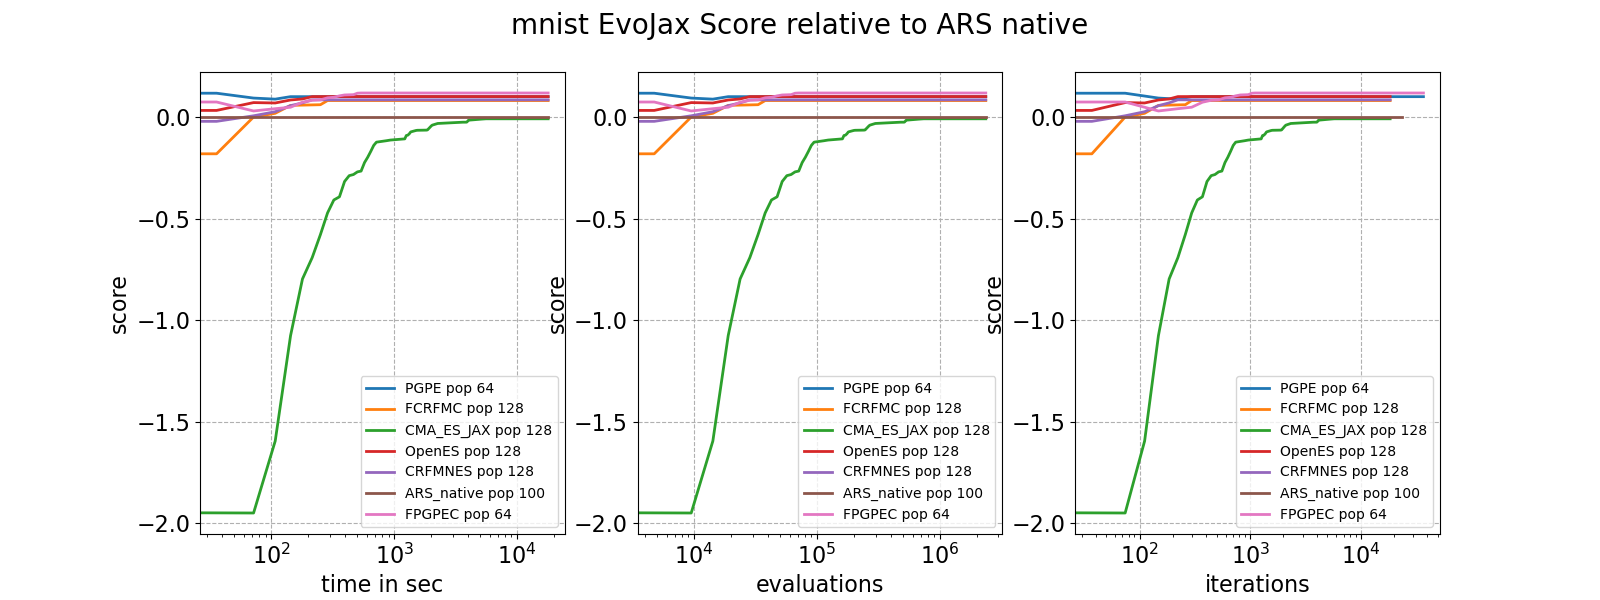 mnist EvoJax Score relative to ARS native
score
0.0
−0.5
−1.0
−1.5
−2.0
10²
10³
10⁴
time in sec
PGPE pop 64
FCRFMC pop 128
CMA_ES_JAX pop 128
OpenES pop 128
CRFMNES pop 128
ARS_native pop 100
FPGPEC pop 64
score
0.0
−0.5
−1.0
−1.5
−2.0
10⁴
10⁵
10⁶
evaluations
PGPE pop 64
FCRFMC pop 128
CMA_ES_JAX pop 128
OpenES pop 128
CRFMNES pop 128
ARS_native pop 100
FPGPEC pop 64
score
0.0
−0.5
−1.0
−1.5
−2.0
10²
10³
10⁴
iterations
PGPE pop 64
FCRFMC pop 128
CMA_ES_JAX pop 128
OpenES pop 128
CRFMNES pop 128
ARS_native pop 100
FPGPEC pop 64